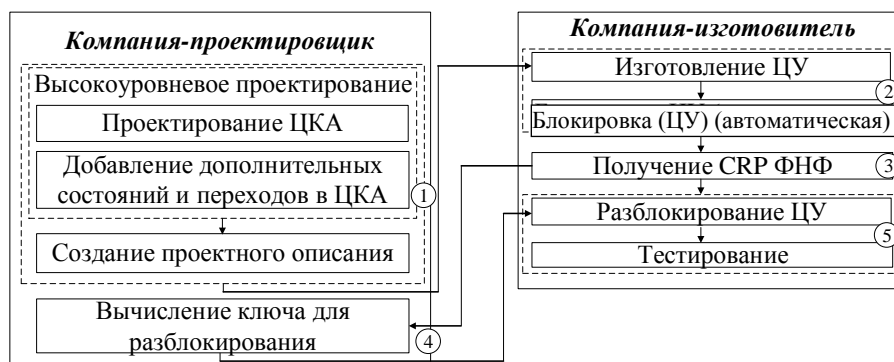 Компания-проектировщик
Высокоуровневое проектирование
Проектирование ЦКА
Добавление дополнительных
состояний и переходов в ЦКА
1
Создание проектного описания
Вычисление ключа для
разблокирования
4
Компания-изготовитель
Изготовление ЦУ
2
Блокировка (ЦУ) (автоматическая)
Получение CRP ФНФ
3
Разблокирование ЦУ
5
Тестирование